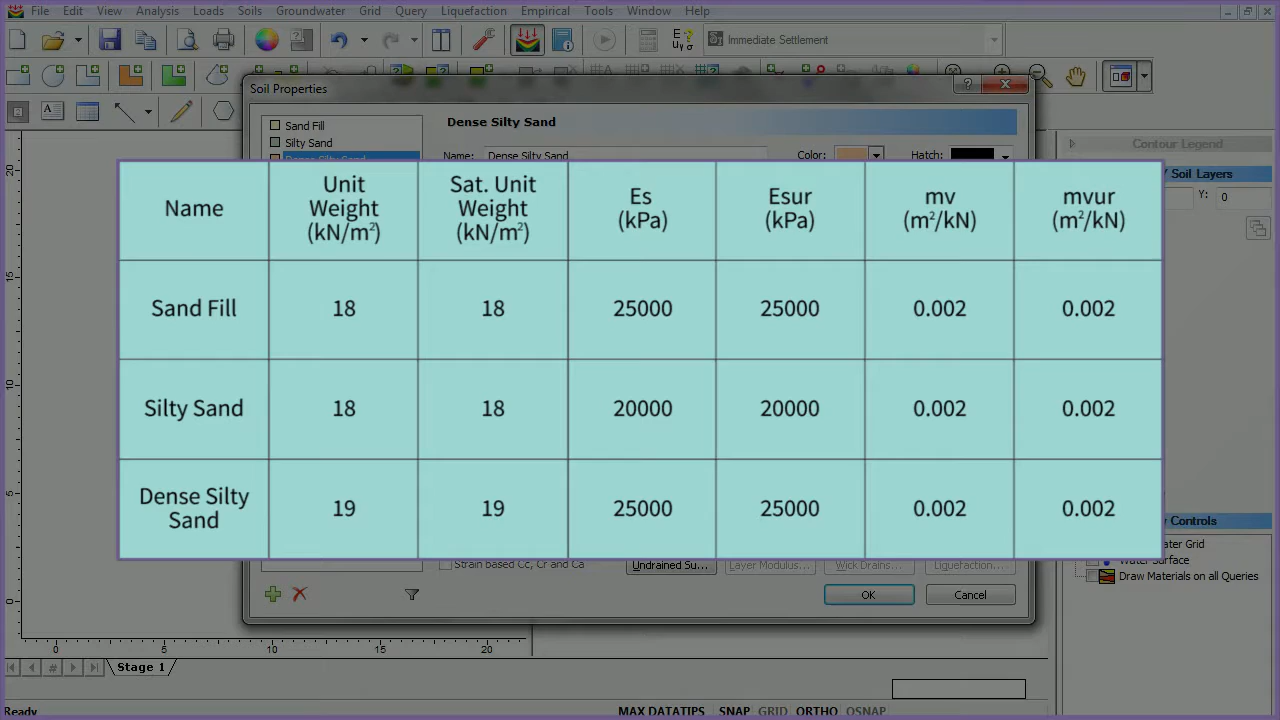 File Edit View Analysis Loads Soils Groundwater Grid Query Liquefaction Empirical Tools Window Help
Immediate Settlement
Soil Properties
Sand Fill
Silty Sand
Dense Silty Sand
Dense Silty Sand
Name: Dense Silty Sand
Color:
Hatch:
Contour Legend
Soil Layers
Y: 0
Name
Unit Weight (kN/m²)
Sat. Unit Weight (kN/m²)
Es (kPa)
Esur (kPa)
mv (m²/kN)
mvur (m²/kN)
Sand Fill 18 18 25000 25000 0.002 0.002
Silty Sand 18 18 20000 20000 0.002 0.002
Dense Silty Sand 19 19 25000 25000 0.002 0.002
Strain based Cc, Cr and Ca
Undrained Su...
Layer Modulus...
Wick Drains...
Liquefaction...
OK
Cancel
Controls
ater Grid
Water Surface
Draw Materials on all Queries
20
15
10
5
0
0 5 10 15 20
Stage 1
Ready
MAX DATATIPS SNAP GRID ORTHO OSNAP